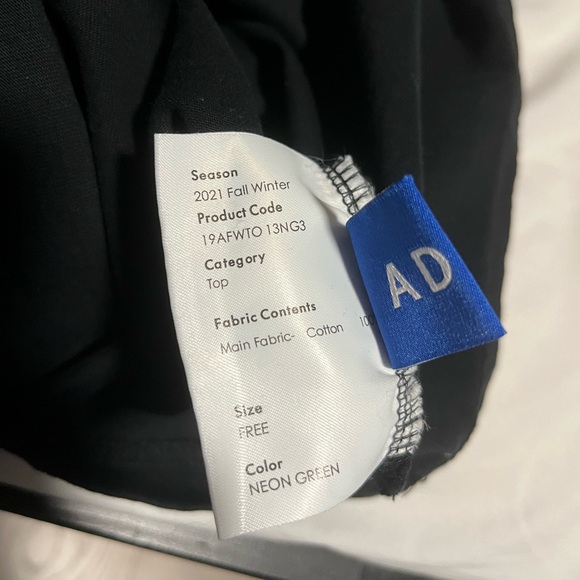 Season
2021 Fall Winter
Product Code
19AFWTO 13NG3
Category
Top
Fabric Contents
Main Fabric- Cotton
Size
FREE
Color
NEON GREEN
AD